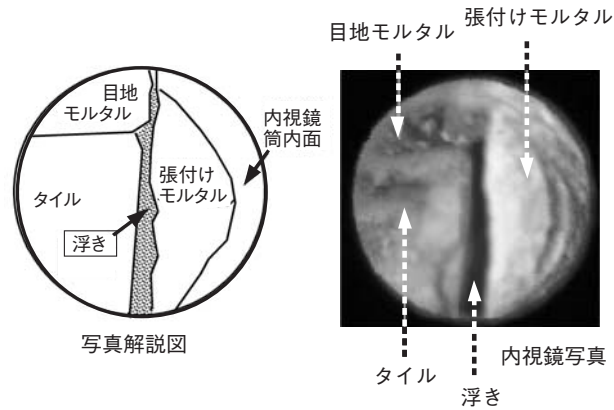 目地
モルタル
内視鏡
筒内面
張付け
モルタル
タイル
浮き
写真解説図
目地モルタル
張付けモルタル
タイル
浮き
内視鏡写真